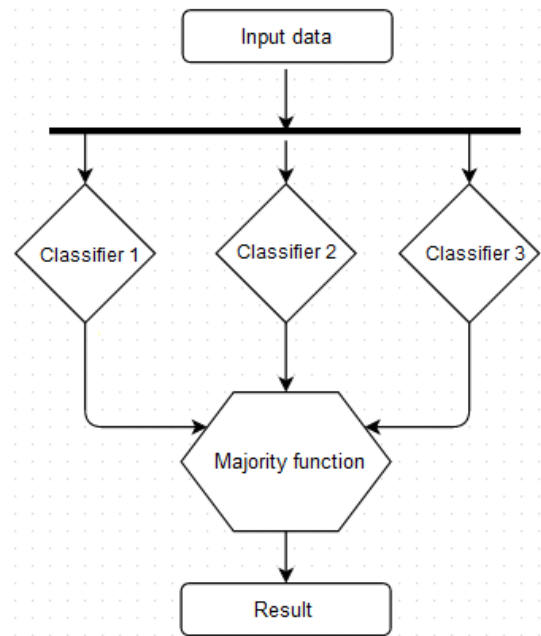 Input data
Classifier 1
Classifier 2
Classifier 3
Majority function
Result